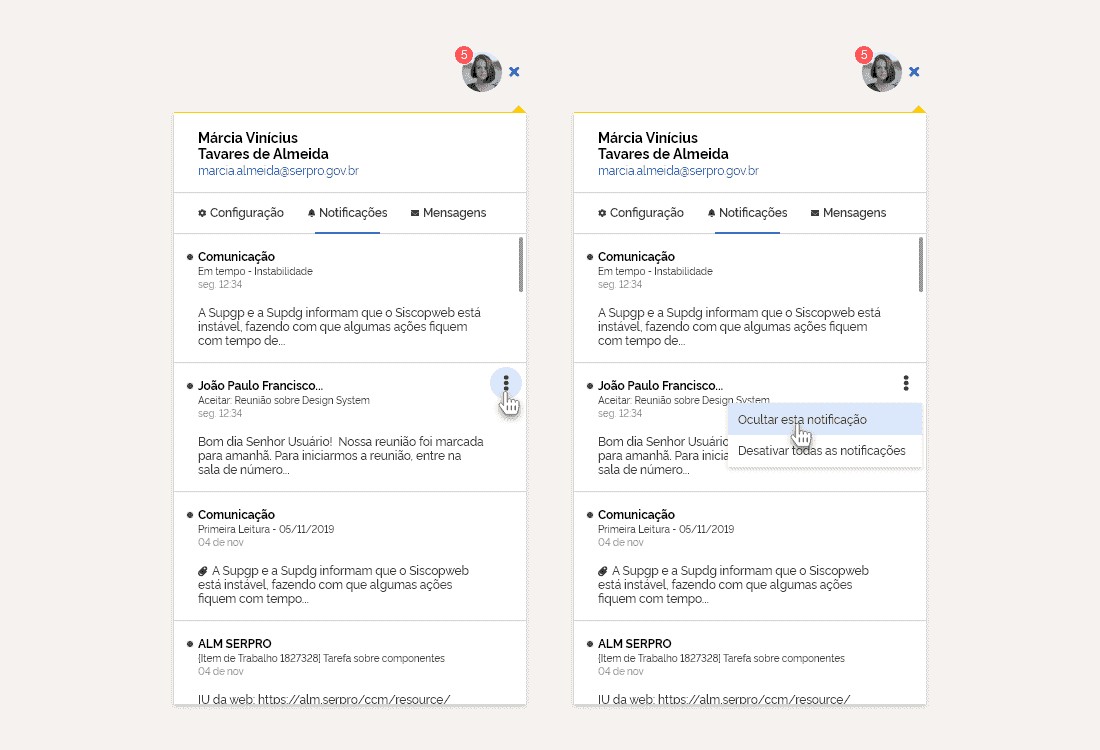 5
Márcia Vinícius
Tavares de Almeida
marcia.almeida@serpro.gov.br
Configuração Notificações Mensagens
Comunicação
Em tempo - Instabilidade
seg. 12:34
A Supgp e a Supdg informam que o Siscopweb está
instável, fazendo com que algumas ações fiquem
com tempo de...
João Paulo Francisco...
Aceitar: Reunião sobre Design System
seg. 12:34
Bom dia Senhor Usuário! Nossa reunião foi marcada
para amanhã. Para iniciarmos a reunião, entre na
sala de número...
Comunicação
Primeira Leitura - 05/11/2019
04 de nov
A Supgp e a Supdg informam que o Siscopweb
está instável, fazendo com que algumas ações
fiquem com tempo...
ALM SERPRO
[Item de Trabalho 1827328] Tarefa sobre componentes
04 de nov
IU da web: https://alm.serpro/ccm/resource/
5
Márcia Vinícius
Tavares de Almeida
marcia.almeida@serpro.gov.br
Configuração Notificações Mensagens
Comunicação
Em tempo - Instabilidade
seg. 12:34
A Supgp e a Supdg informam que o Siscopweb está
instável, fazendo com que algumas ações fiquem
com tempo de...
João Paulo Francisco...
Aceitar: Reunião sobre Design System
seg. 12:34
Ocultar esta notificação
Desativar todas as notificações
Bom dia Senhor Usuário
para amanhã. Para inicia
sala de número...
Comunicação
Primeira Leitura - 05/11/2019
04 de nov
A Supgp e a Supdg informam que o Siscopweb
está instável, fazendo com que algumas ações
fiquem com tempo...
ALM SERPRO
[Item de Trabalho 1827328] Tarefa sobre componentes
04 de nov
IU da web: https://alm.serpro/ccm/resource/